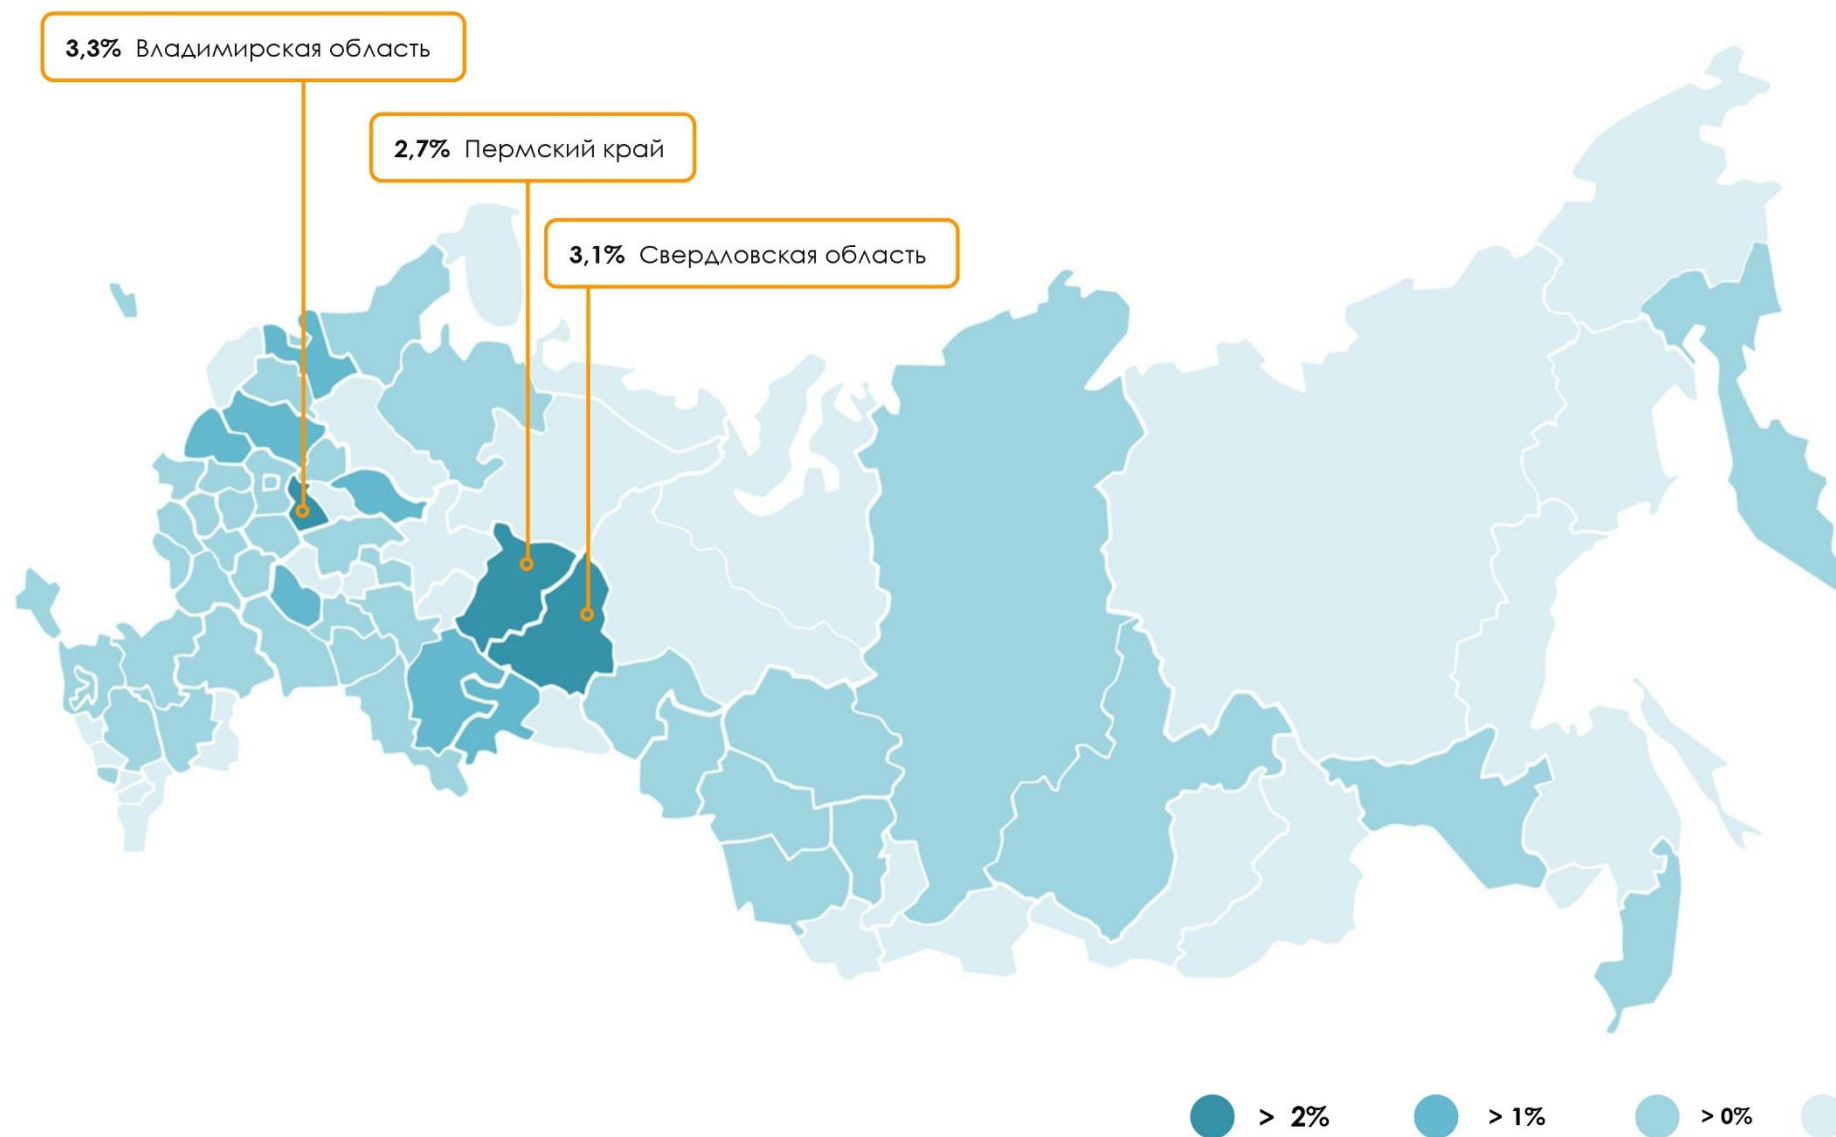 3,3% Владимирская область
2,7% Пермский край
3,1% Свердловская область
> 2%
> 1%
> 0%